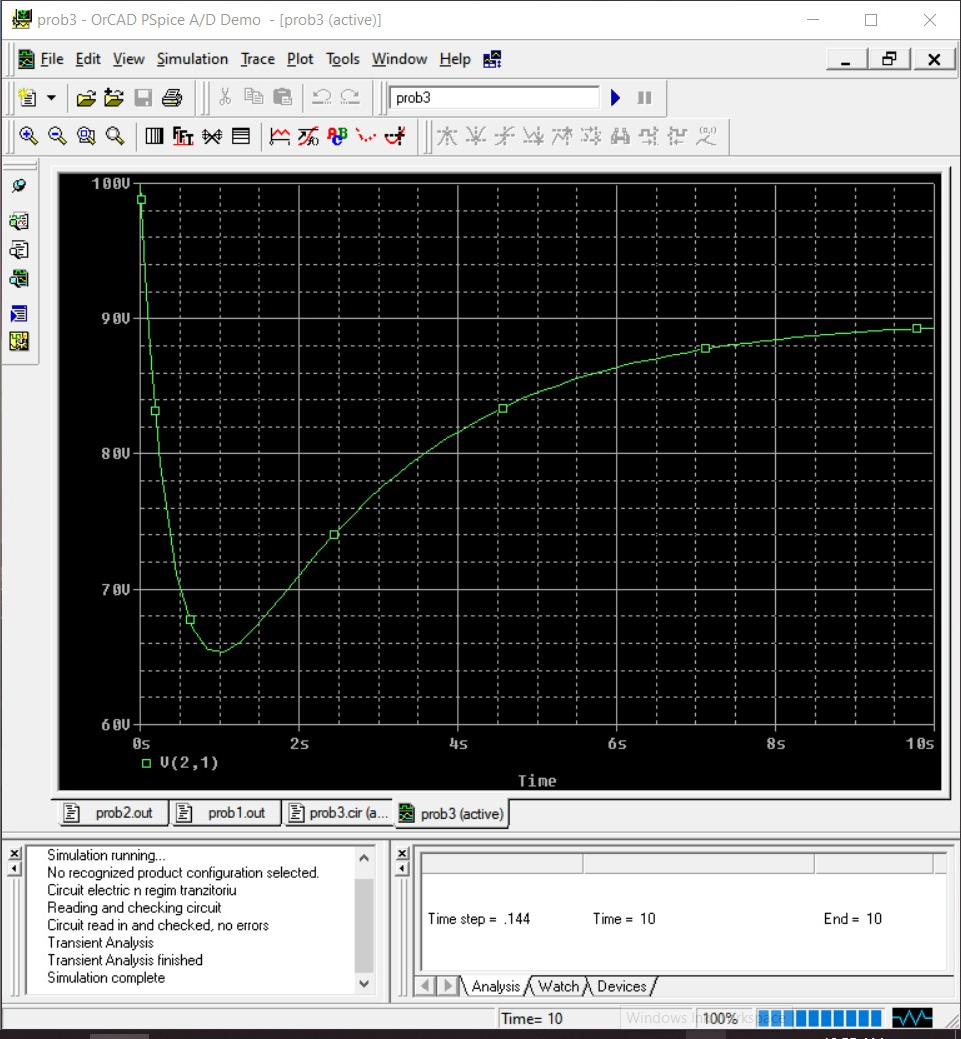 prob3 - OrCAD PSpice A/D Demo - [prob3 (active)]
File Edit View Simulation Trace Plot Tools Window Help
prob3
100V
90V
80V
70V
60V
0s 2s 4s 6s 8s 10s
V(2,1)
Time
prob2.out prob1.out prob3.cir (a... prob3 (active)
Simulation running...
No recognized product configuration selected.
Circuit electric n regim tranzitoriu
Reading and checking circuit
Circuit read in and checked, no errors
Transient Analysis
Transient Analysis finished
Simulation complete
Time step = .144 Time = 10 End = 10
Analysis Watch Devices
Time= 10 100%